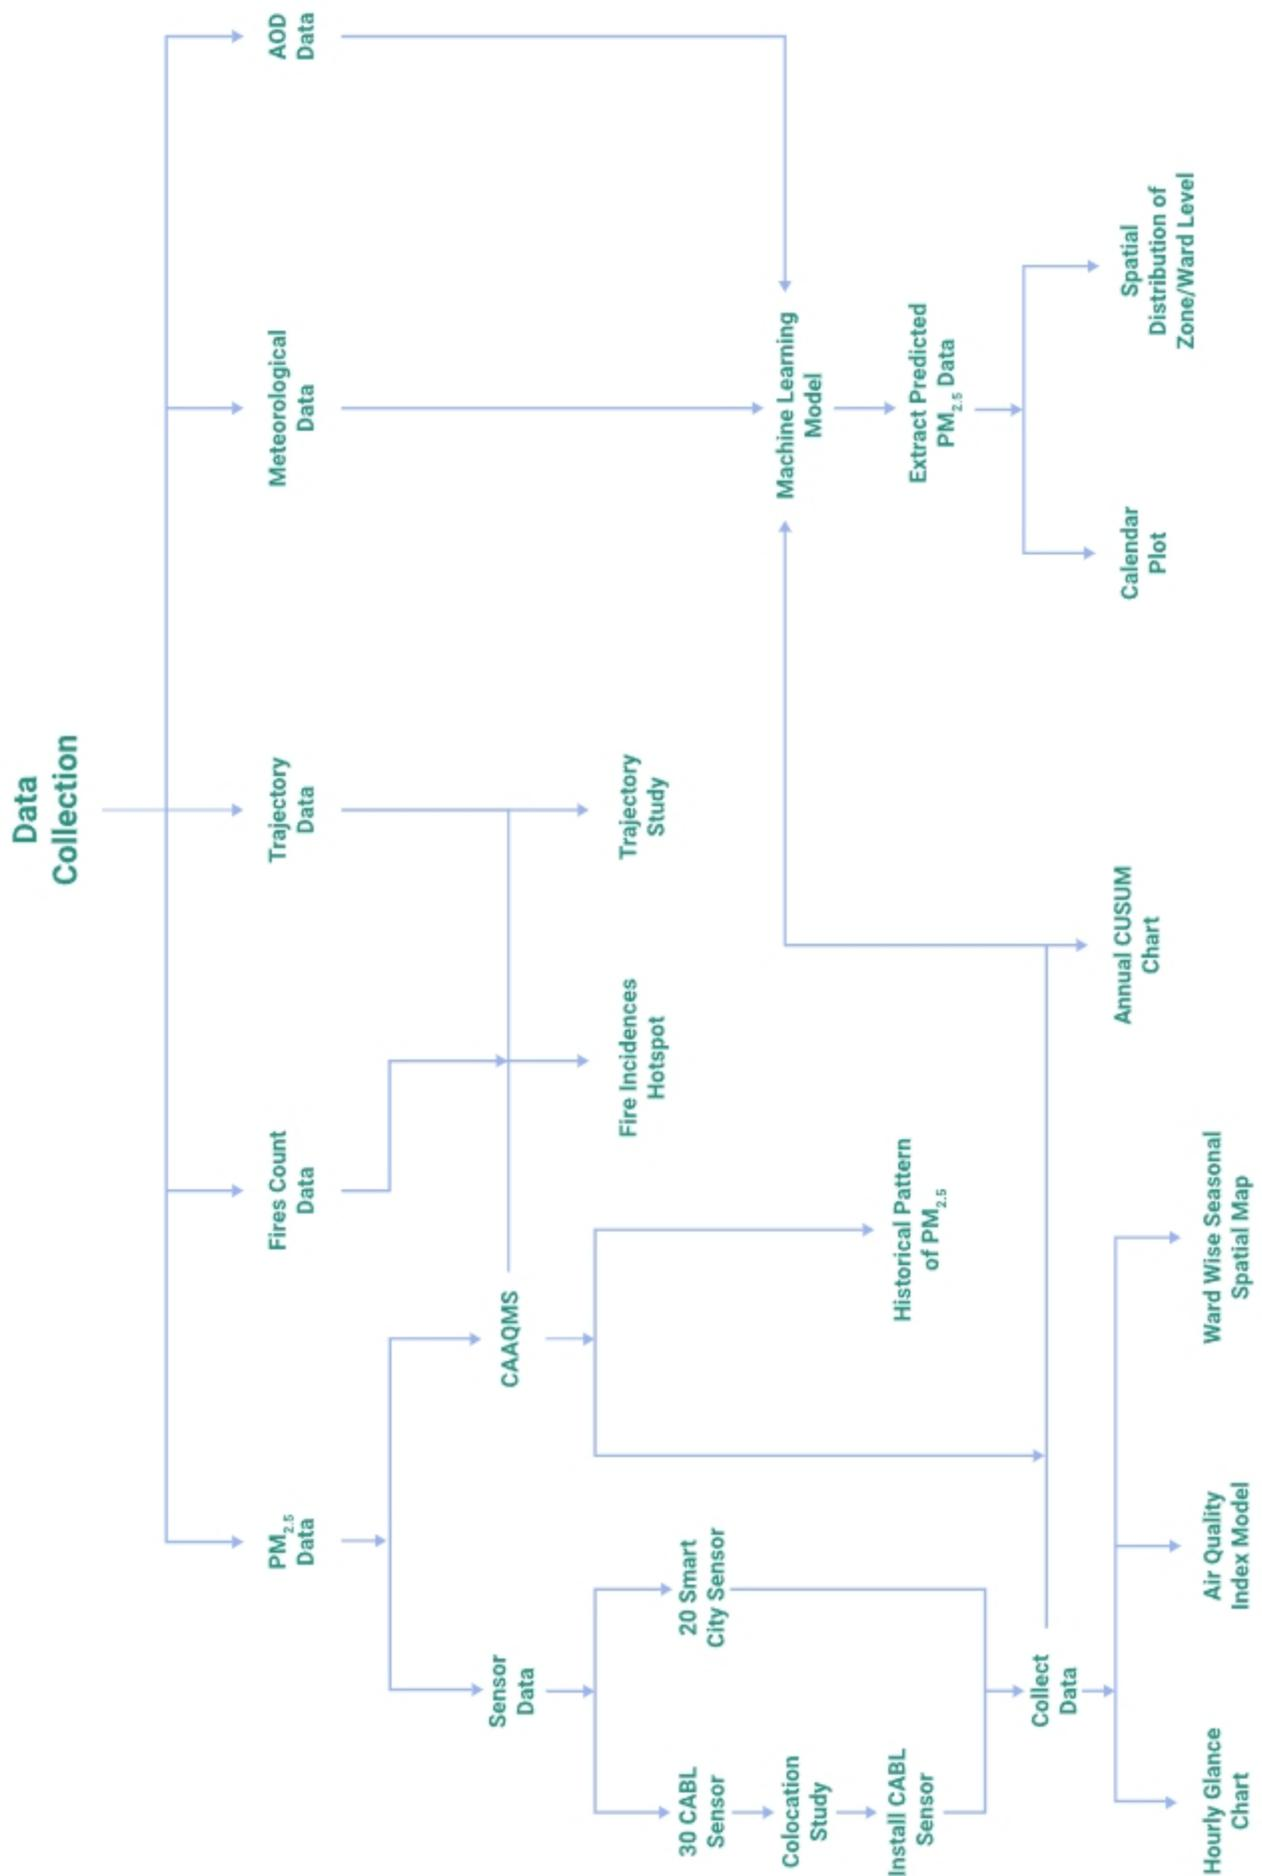 Data
Collection
PM2.5
Data
Fires Count
Data
Trajectory
Data
Meteorological
Data
AOD
Data
Sensor
Data
CAAQMS
30 CABL
Sensor
20 Smart
City Sensor
Fire Incidences
Hotspot
Trajectory
Study
Colocation
Study
Machine Learning
Model
Install CABL
Sensor
Historical Pattern
of PM2.5
Extract Predicted
PM2.5 Data
Collect
Data
Annual CUSUM
Chart
Calendar
Plot
Spatial
Distribution of
Zone/Ward Level
Hourly Glance
Chart
Air Quality
Index Model
Ward Wise Seasonal
Spatial Map